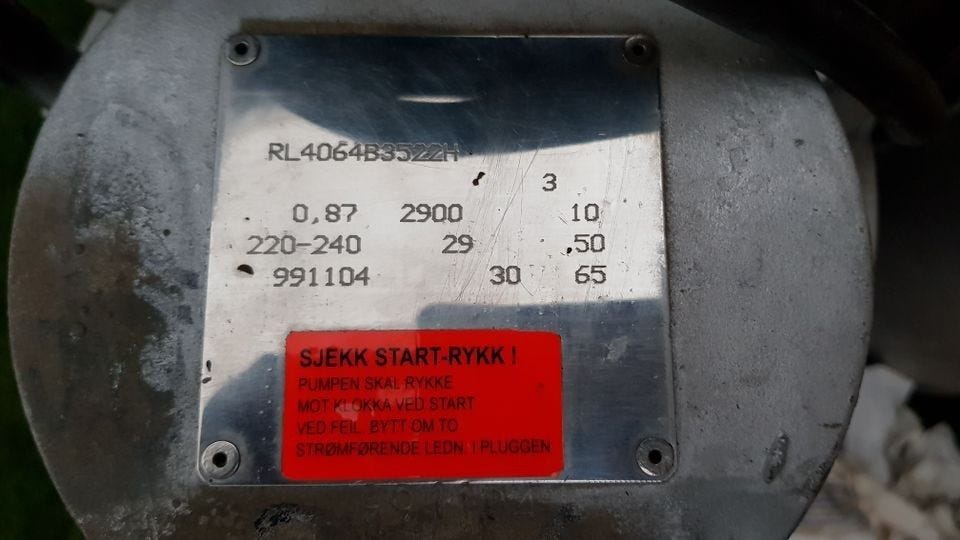 RL4064B3522H
3
0,87 2900 10
220-240 29 50
991104 30 65
SJEKK START-RYKK !
PUMPEN SKAL RYKKE
MOT KLOKKA VED START
VED FEIL. BYTT OM TO
STRØMFØRENDE LEDN. I PLUGGEN